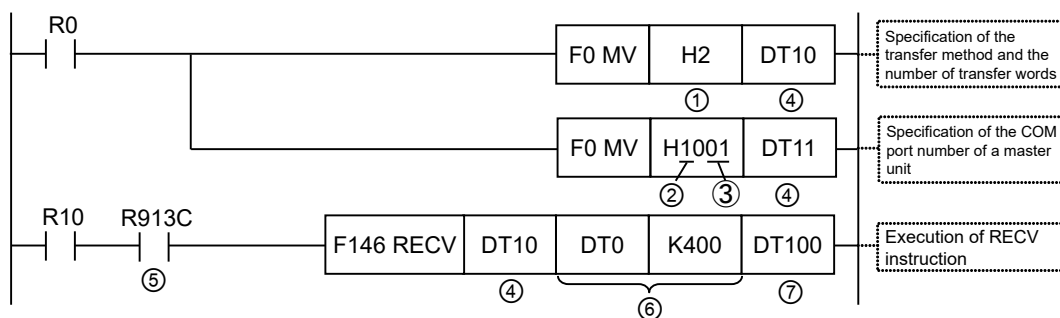 R0
F0 MV H2 DT10
① ④
Specification of the
transfer method and the
number of transfer words
F0 MV H1001 DT11
② ③ ④
Specification of the COM
port number of a master
unit
R10 R913C
⑤
F146 RECV DT10 DT0 K400 DT100
④ ⑥ ⑦
Execution of RECV
instruction